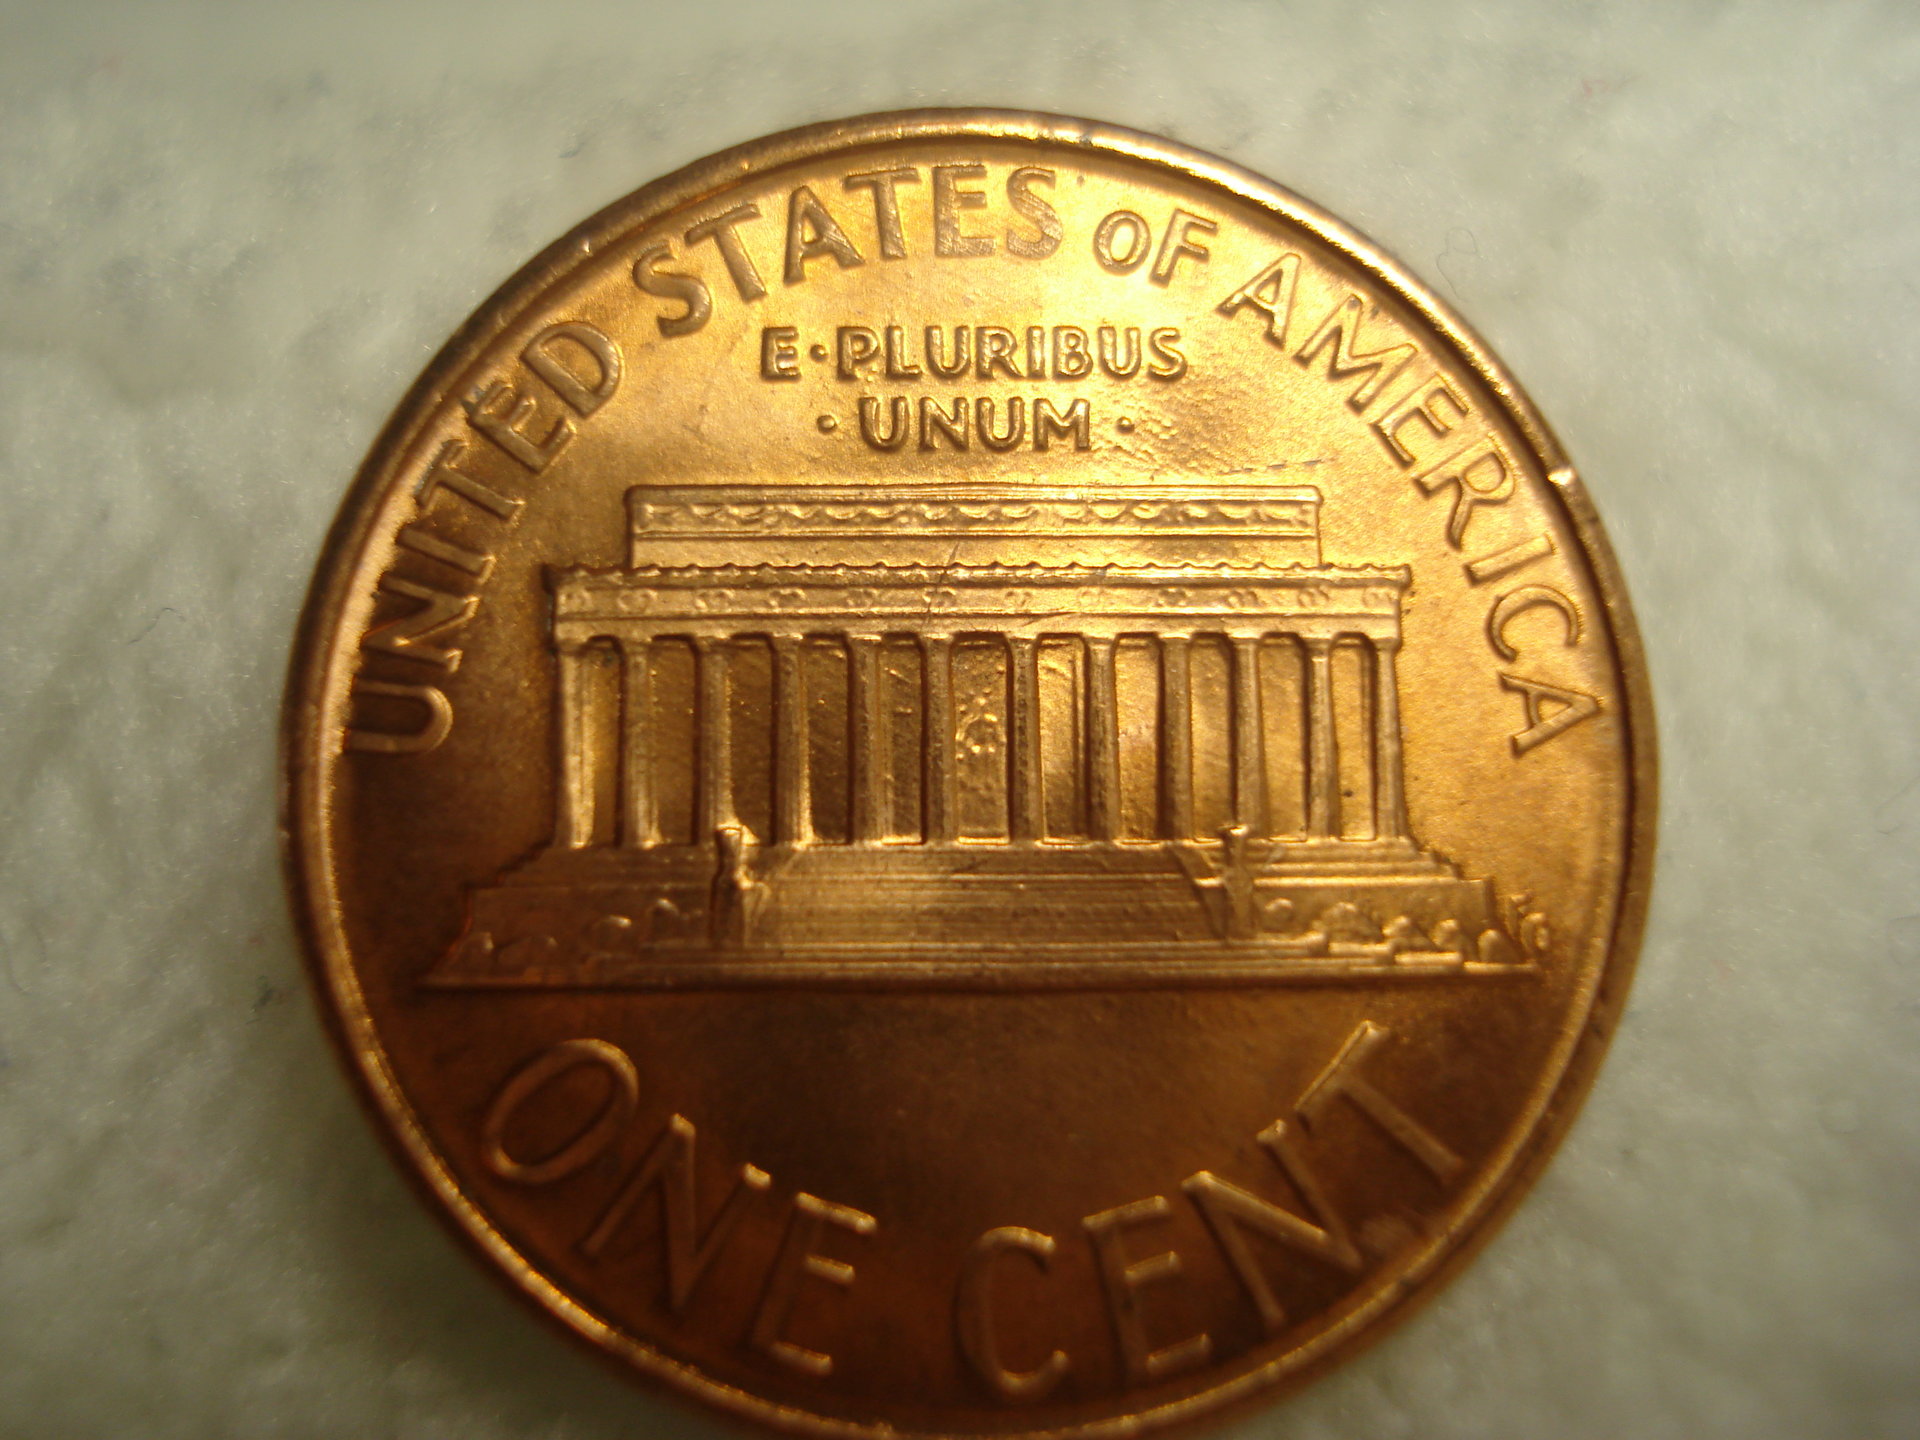 UNITED STATES OF AMERICA
E·PLURIBUS
·UNUM·
ONE CENT